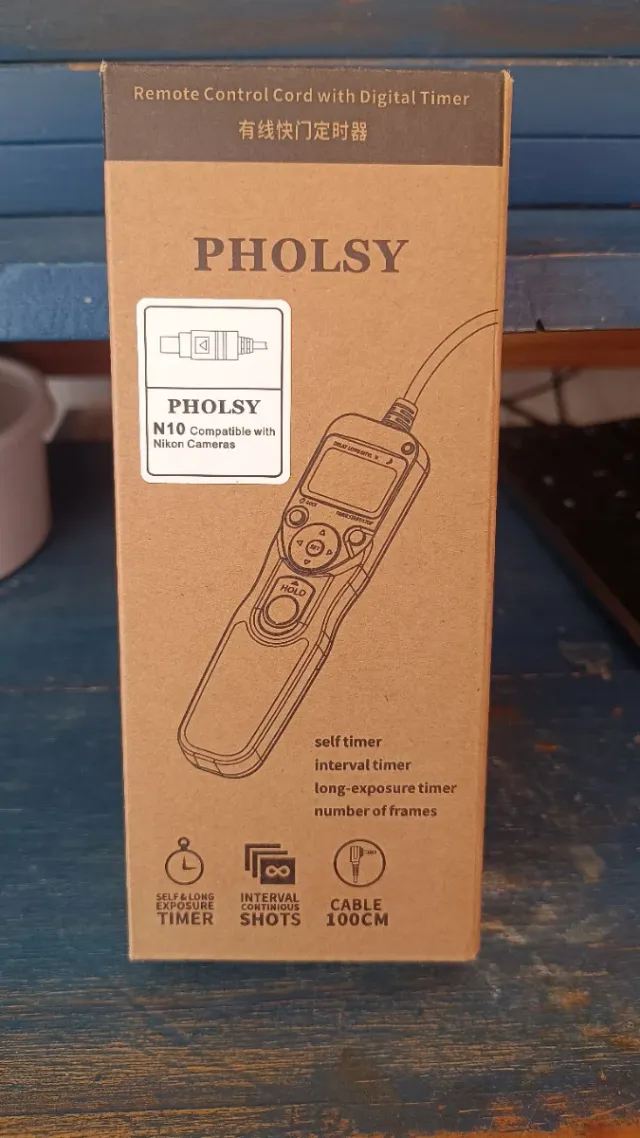 Remote Control Cord with Digital Timer
有线快门定时器
PHOLSY
PHOLSY
N10 Compatible with
Nikon Cameras
SET
HOLD
self timer
interval timer
long-exposure timer
number of frames
SELF & LONG
EXPOSURE
TIMER
INTERVAL
CONTINIOUS
SHOTS
CABLE
100CM